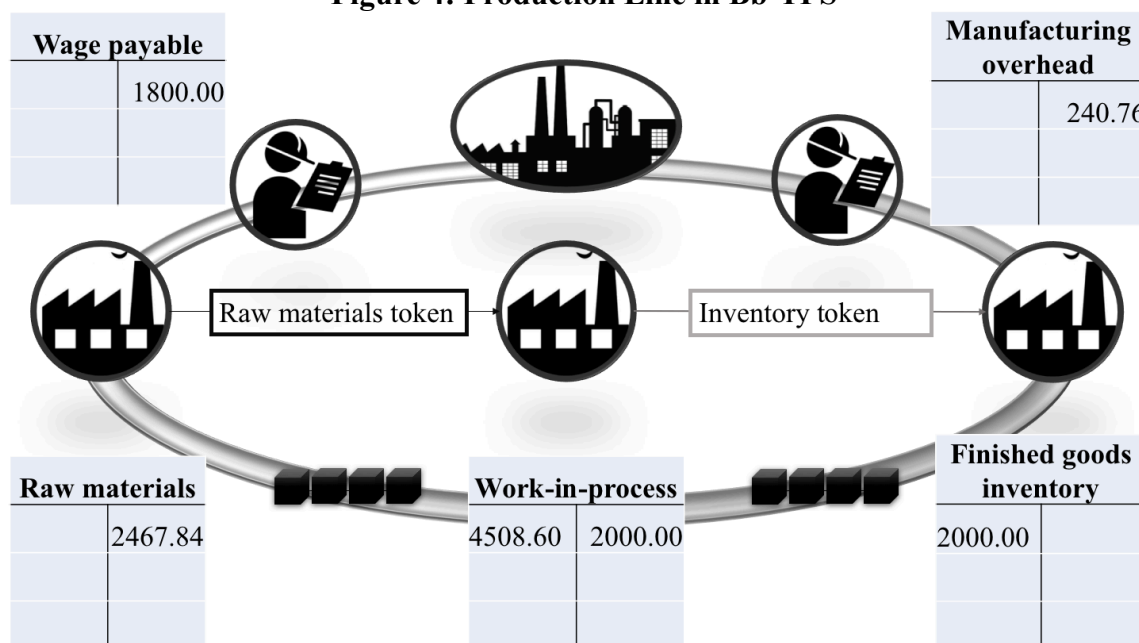 Figure 4: Production Line in Bb-TPS
Wage payable
1800.00
Manufacturing
overhead
240.76
Raw materials token
Inventory token
Raw materials
2467.84
Work-in-process
4508.60 2000.00
Finished goods
inventory
2000.00